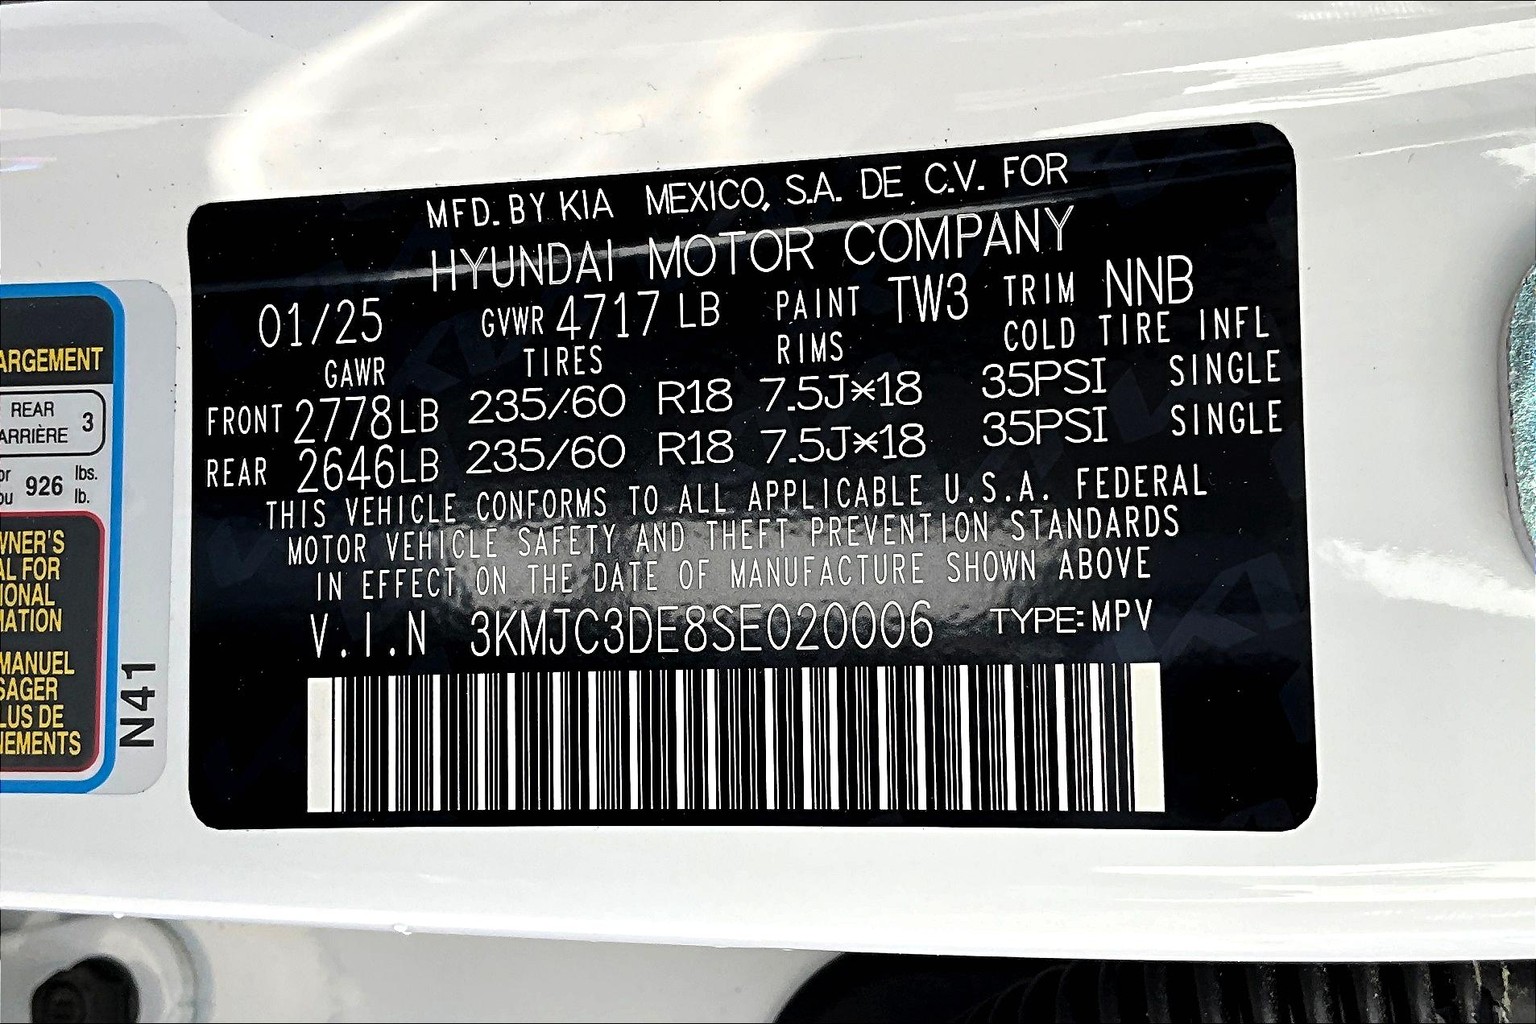 MFD. BY KIA MEXICO, S.A. DE C.V. FOR
HYUNDAI MOTOR COMPANY
01/25 GVWR 4717 LB PAINT TW3 TRIM NNB
GAWR TIRES RIMS COLD TIRE INFL
FRONT 2778LB 235/60 R18 7.5J×18 35PSI SINGLE
REAR 2646LB 235/60 R18 7.5J×18 35PSI SINGLE
THIS VEHICLE CONFORMS TO ALL APPLICABLE U.S.A. FEDERAL
MOTOR VEHICLE SAFETY AND THEFT PREVENTION STANDARDS
IN EFFECT ON THE DATE OF MANUFACTURE SHOWN ABOVE
V.I.N 3KMJC3DE8SE020006 TYPE:MPV
ARGEMENT
REAR
ARRIÈRE 3
or
ou 926 lbs.
lb.
WNER'S
AL FOR
IONAL
MATION
MANUEL
SAGER
LUS DE
NEMENTS
N41